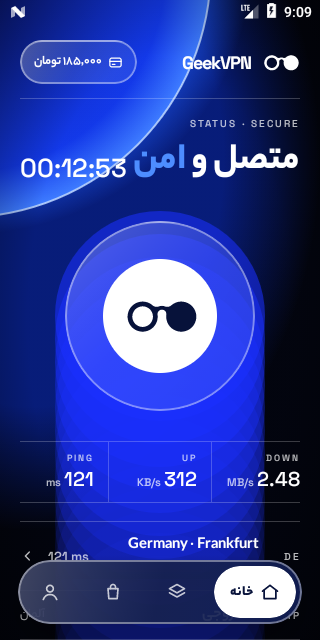 LTE 9:09
۱۸۵,۰۰۰ تومان
GeekVPN
STATUS · SECURE
متصل و امن
00:12:53
PING UP DOWN
ms 121 KB/s 312 MB/s 2.48
Germany · Frankfurt
121 ms DE
خانه